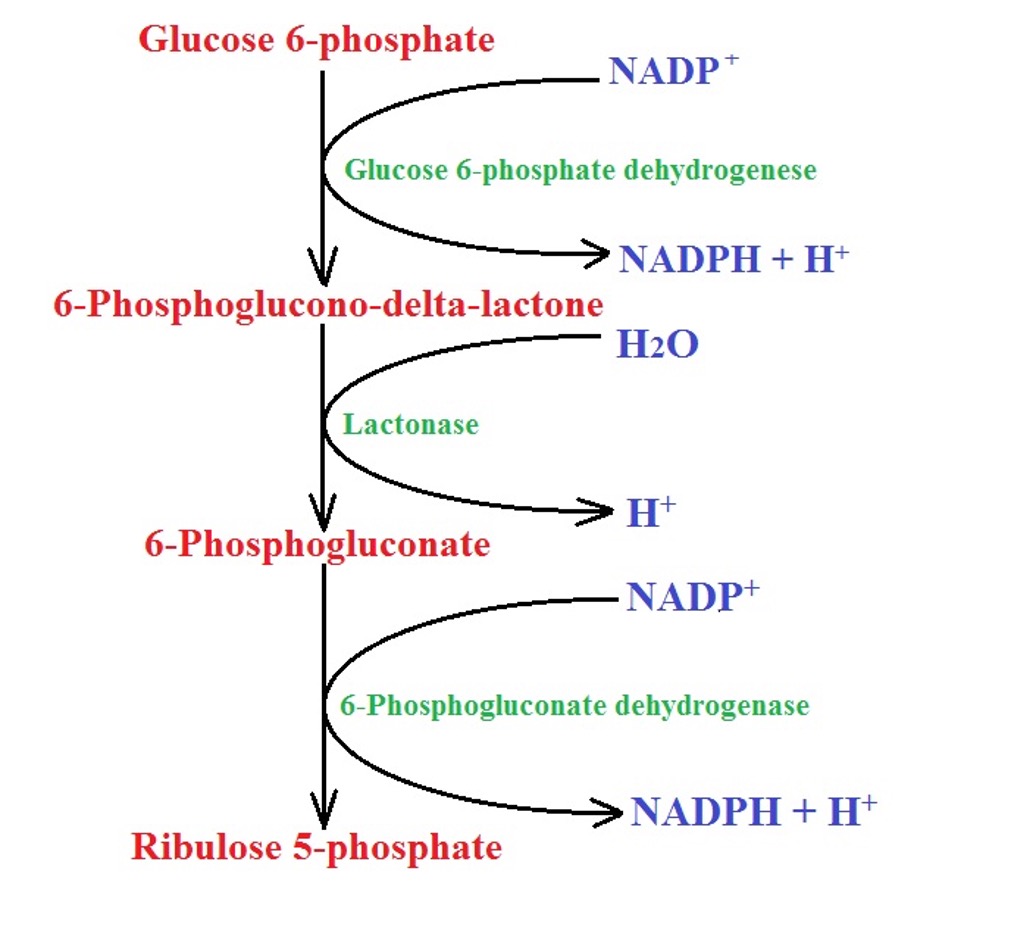 Glucose 6-phosphate
NADP⁺
Glucose 6-phosphate dehydrogenese
NADPH + H⁺
6-Phosphoglucono-delta-lactone
H₂O
Lactonase
H⁺
6-Phosphogluconate
NADP⁺
6-Phosphogluconate dehydrogenase
NADPH + H⁺
Ribulose 5-phosphate